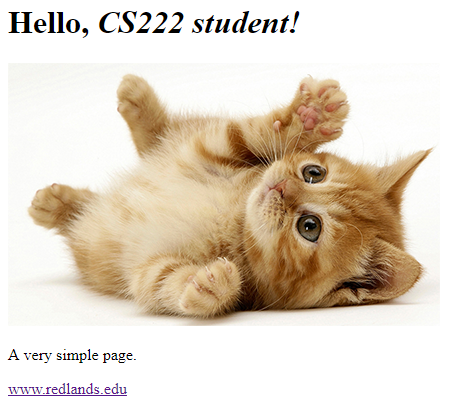 Hello, CS222 student!
A very simple page.
www.redlands.edu